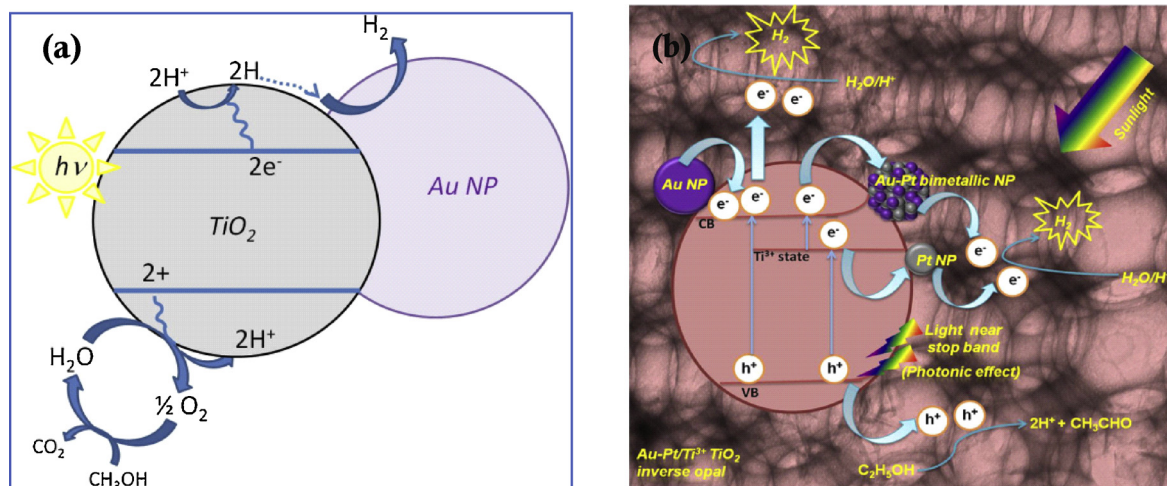 (a)
H₂
2H⁺
2H
hν
2e⁻
Au NP
TiO₂
2+
2H⁺
H₂O
½ O₂
CO₂
CH₃OH
(b)
H₂
H₂O/H⁺
e⁻
e⁻
Sunlight
Au NP
Au-Pt bimetallic NP
e⁻
e⁻
e⁻
CB
H₂
e⁻
Ti³⁺ state
e⁻
Pt NP
e⁻
H₂O/H
Light near
stop band
(Photonic effect)
h⁺
h⁺
VB
h⁺
h⁺
2H⁺ + CH₃CHO
Au-Pt/Ti³⁺ TiO₂
inverse opal
C₂H₅OH